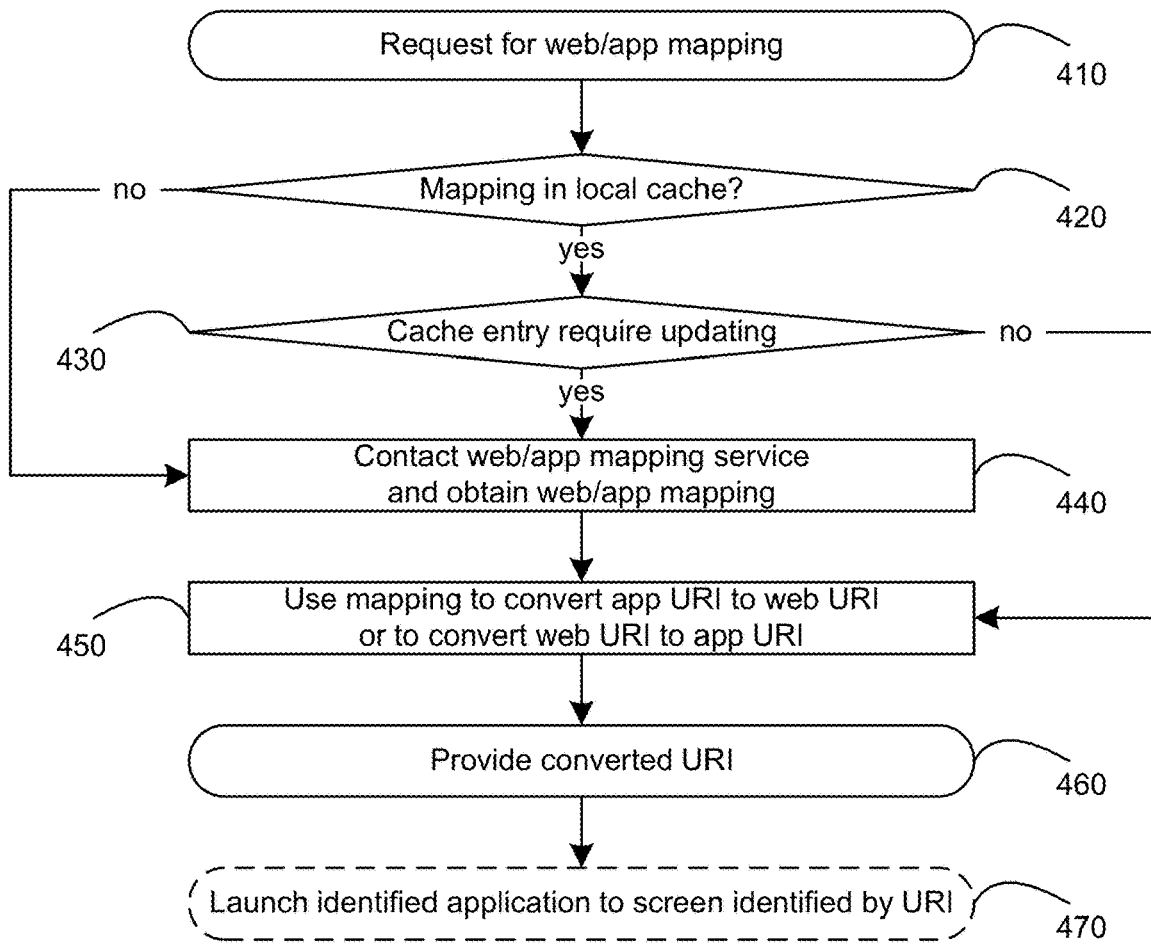 Request for web/app mapping
410
no
Mapping in local cache?
420
yes
Cache entry require updating
no
430
yes
Contact web/app mapping service
and obtain web/app mapping
440
Use mapping to convert app URI to web URI
or to convert web URI to app URI
450
Provide converted URI
460
Launch identified application to screen identified by URI
470